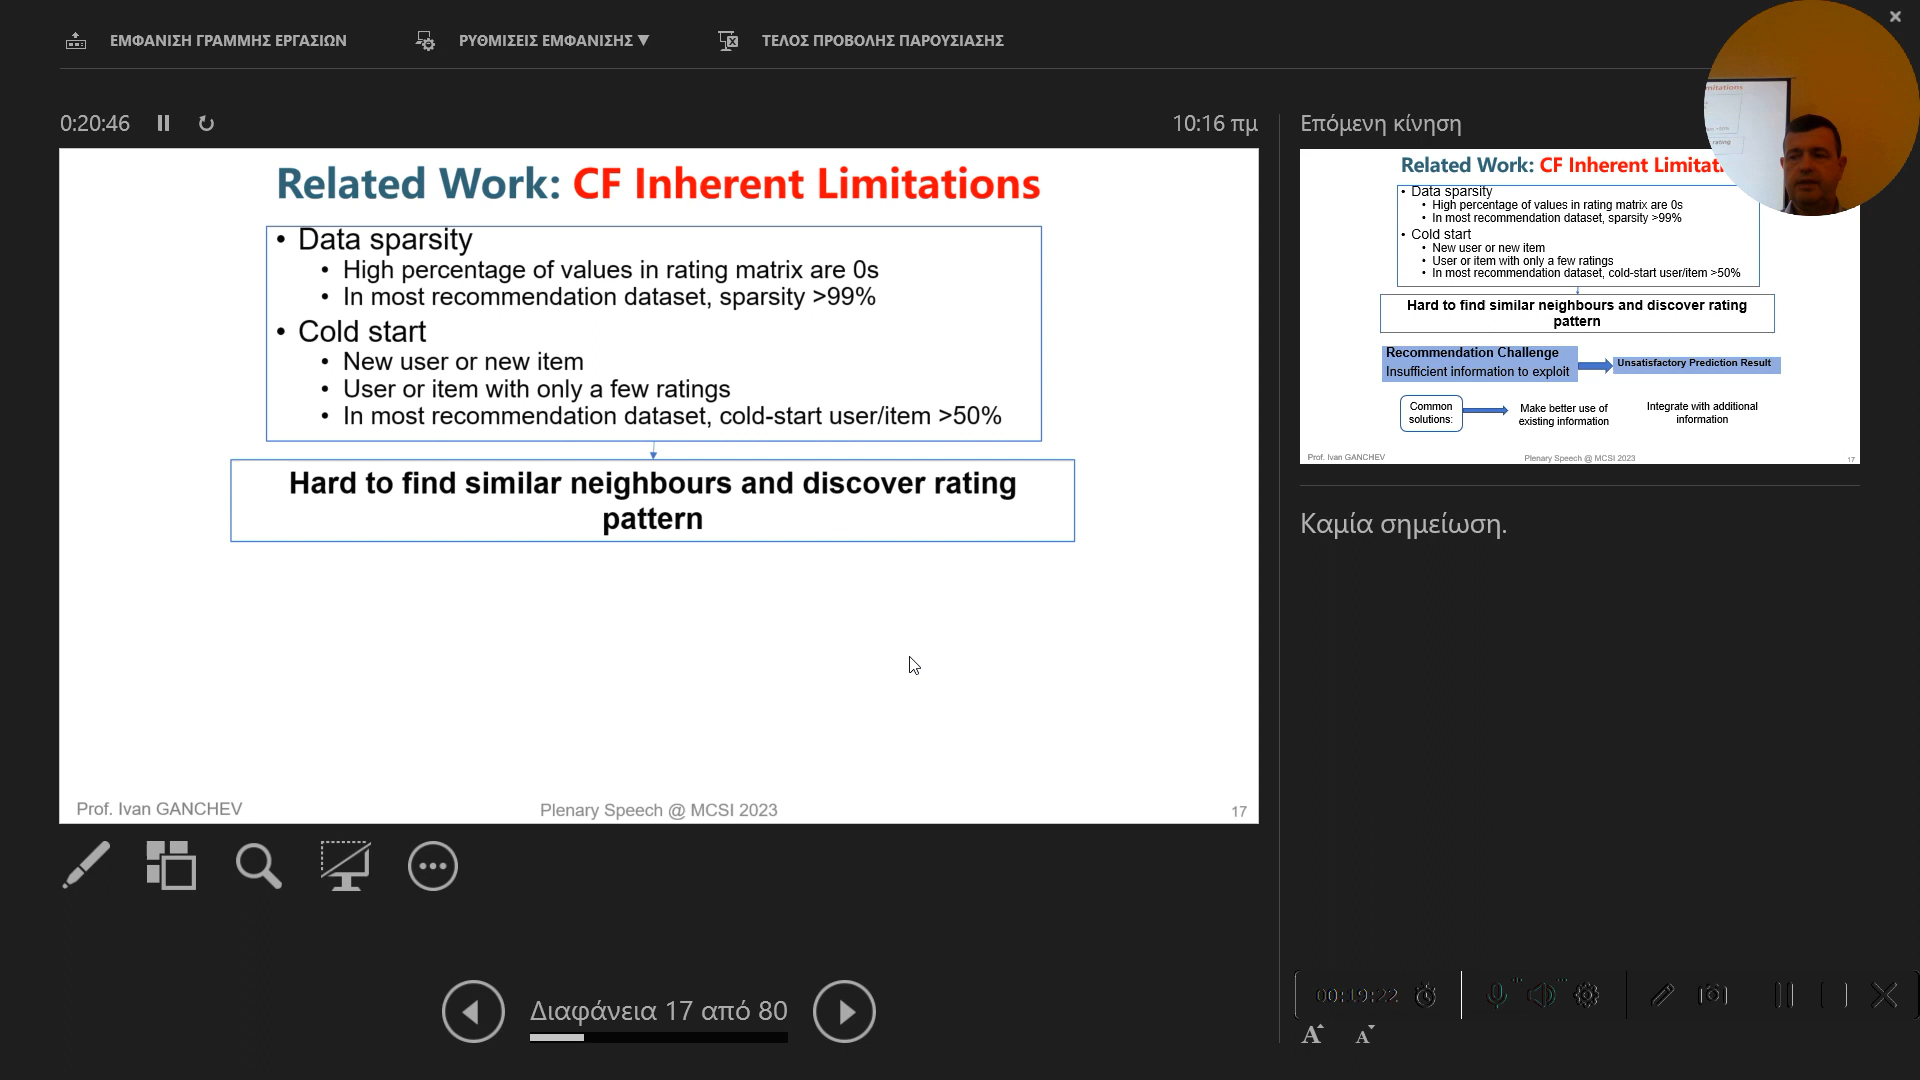 ΕΜΦΑΝΙΣΗ ΓΡΑΜΜΗΣ ΕΡΓΑΣΙΩΝ
ΡΥΘΜΙΣΕΙΣ ΕΜΦΑΝΙΣΗΣ ▼
ΤΕΛΟΣ ΠΡΟΒΟΛΗΣ ΠΑΡΟΥΣΙΑΣΗΣ
0:20:46
10:16 πμ
Related Work: CF Inherent Limitations
• Data sparsity
• High percentage of values in rating matrix are 0s
• In most recommendation dataset, sparsity >99%
• Cold start
• New user or new item
• User or item with only a few ratings
• In most recommendation dataset, cold-start user/item >50%
Hard to find similar neighbours and discover rating
pattern
Prof. Ivan GANCHEV
Plenary Speech @ MCSI 2023
17
Διαφάνεια 17 από 80
Επόμενη κίνηση
Related Work: CF Inherent Limitat
• Data sparsity
• High percentage of values in rating matrix are 0s
• In most recommendation dataset, sparsity >99%
• Cold start
• New user or new item
• User or item with only a few ratings
• In most recommendation dataset, cold-start user/item >50%
Hard to find similar neighbours and discover rating
pattern
Recommendation Challenge
Insufficient information to exploit
Unsatisfactory Prediction Result
Common
solutions:
Make better use of
existing information
Integrate with additional
information
Prof. Ivan GANCHEV
Plenary Speech @ MCSI 2023
17
Καμία σημείωση.
00:19:22
A A